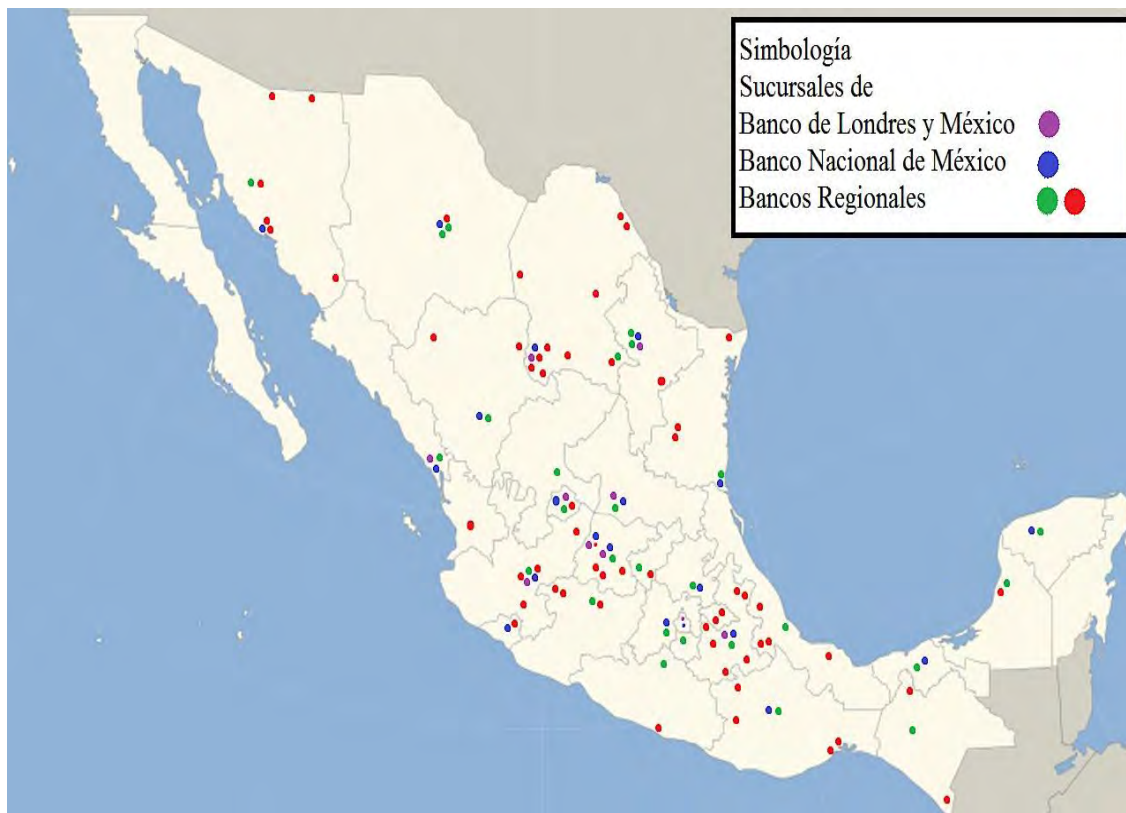 Simbología
Sucursales de
Banco de Londres y México
Banco Nacional de México
Bancos Regionales